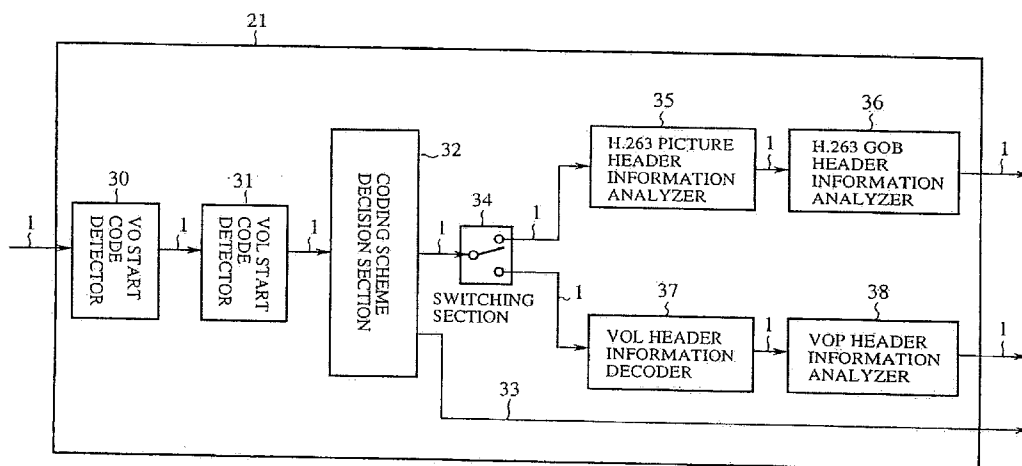 21
35
36
H.263 PICTURE
HEADER
INFORMATION
ANALYZER
H.263 GOB
HEADER
INFORMATION
ANALYZER
1
1
32
30
31
34
1
VO START
CODE
DETECTOR
VOL START
CODE
DETECTOR
CODING SCHEME
DECISION SECTION
1
1
1
1
SWITCHING
SECTION
1
37
38
VOL HEADER
INFORMATION
DECODER
VOP HEADER
INFORMATION
ANALYZER
1
1
33